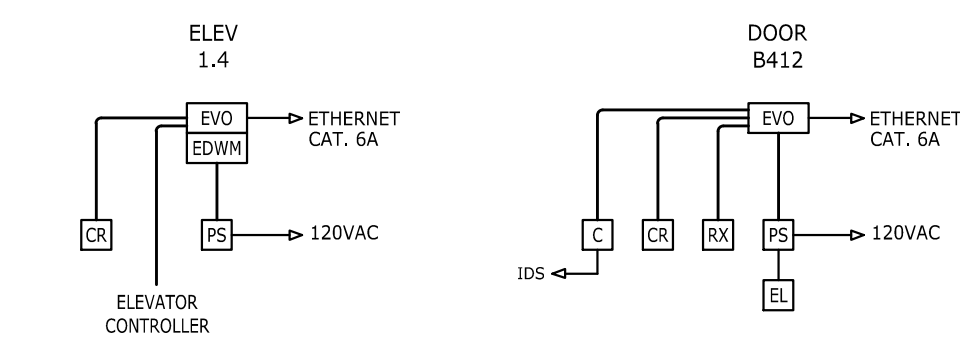 ELEV
1.4
EVO
ETHERNET
CAT. 6A
EDWM
CR
PS
120VAC
ELEVATOR
CONTROLLER
DOOR
B412
EVO
ETHERNET
CAT. 6A
C
CR
RX
PS
120VAC
IDS
EL